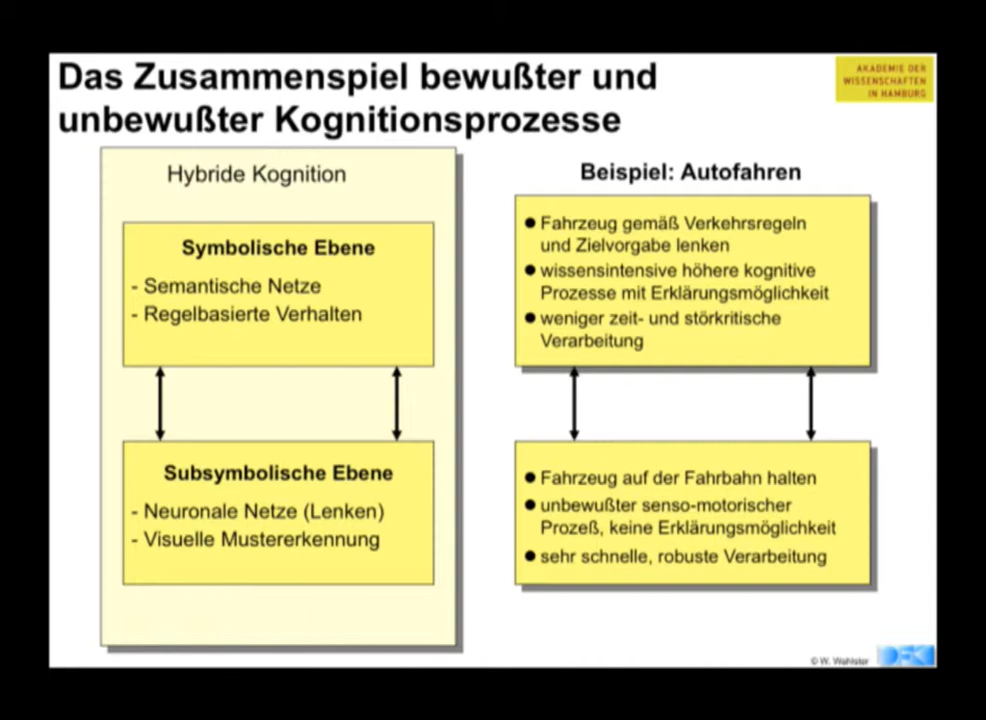 Das Zusammenspiel bewußter und
unbewußter Kognitionsprozesse
AKADEMIE DER
WISSENSCHAFTEN
IN HAMBURG
Hybride Kognition
Symbolische Ebene
- Semantische Netze
- Regelbasierte Verhalten
Subsymbolische Ebene
- Neuronale Netze (Lenken)
- Visuelle Mustererkennung
Beispiel: Autofahren
● Fahrzeug gemäß Verkehrsregeln
und Zielvorgabe lenken
● wissensintensive höhere kognitive
Prozesse mit Erklärungsmöglichkeit
● weniger zeit- und störkritische
Verarbeitung
● Fahrzeug auf der Fahrbahn halten
● unbewußter senso-motorischer
Prozeß, keine Erklärungsmöglichkeit
● sehr schnelle, robuste Verarbeitung
© W. Wahlster
DFKI